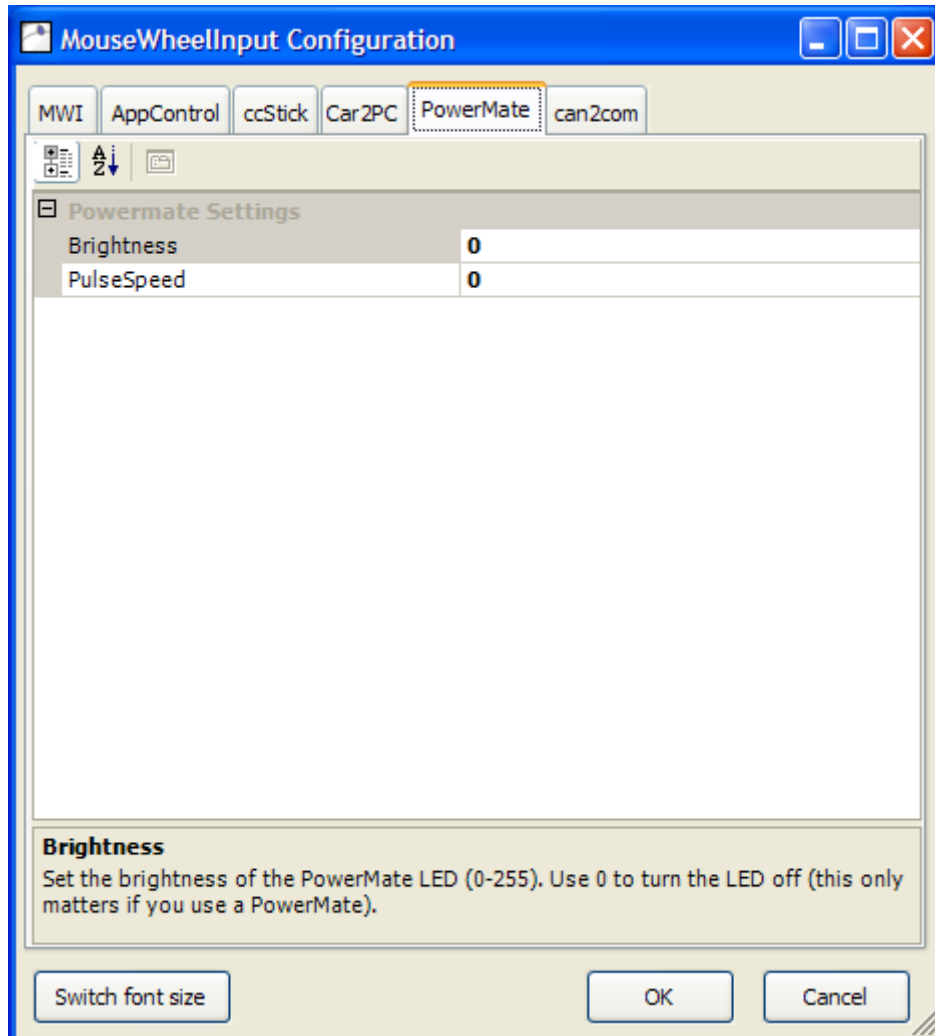 MouseWheelInput Configuration
MWI AppControl ccStick Car2PC PowerMate can2com
Powermate Settings
Brightness 0
PulseSpeed 0
Brightness
Set the brightness of the PowerMate LED (0-255). Use 0 to turn the LED off (this only
matters if you use a PowerMate).
Switch font size OK Cancel